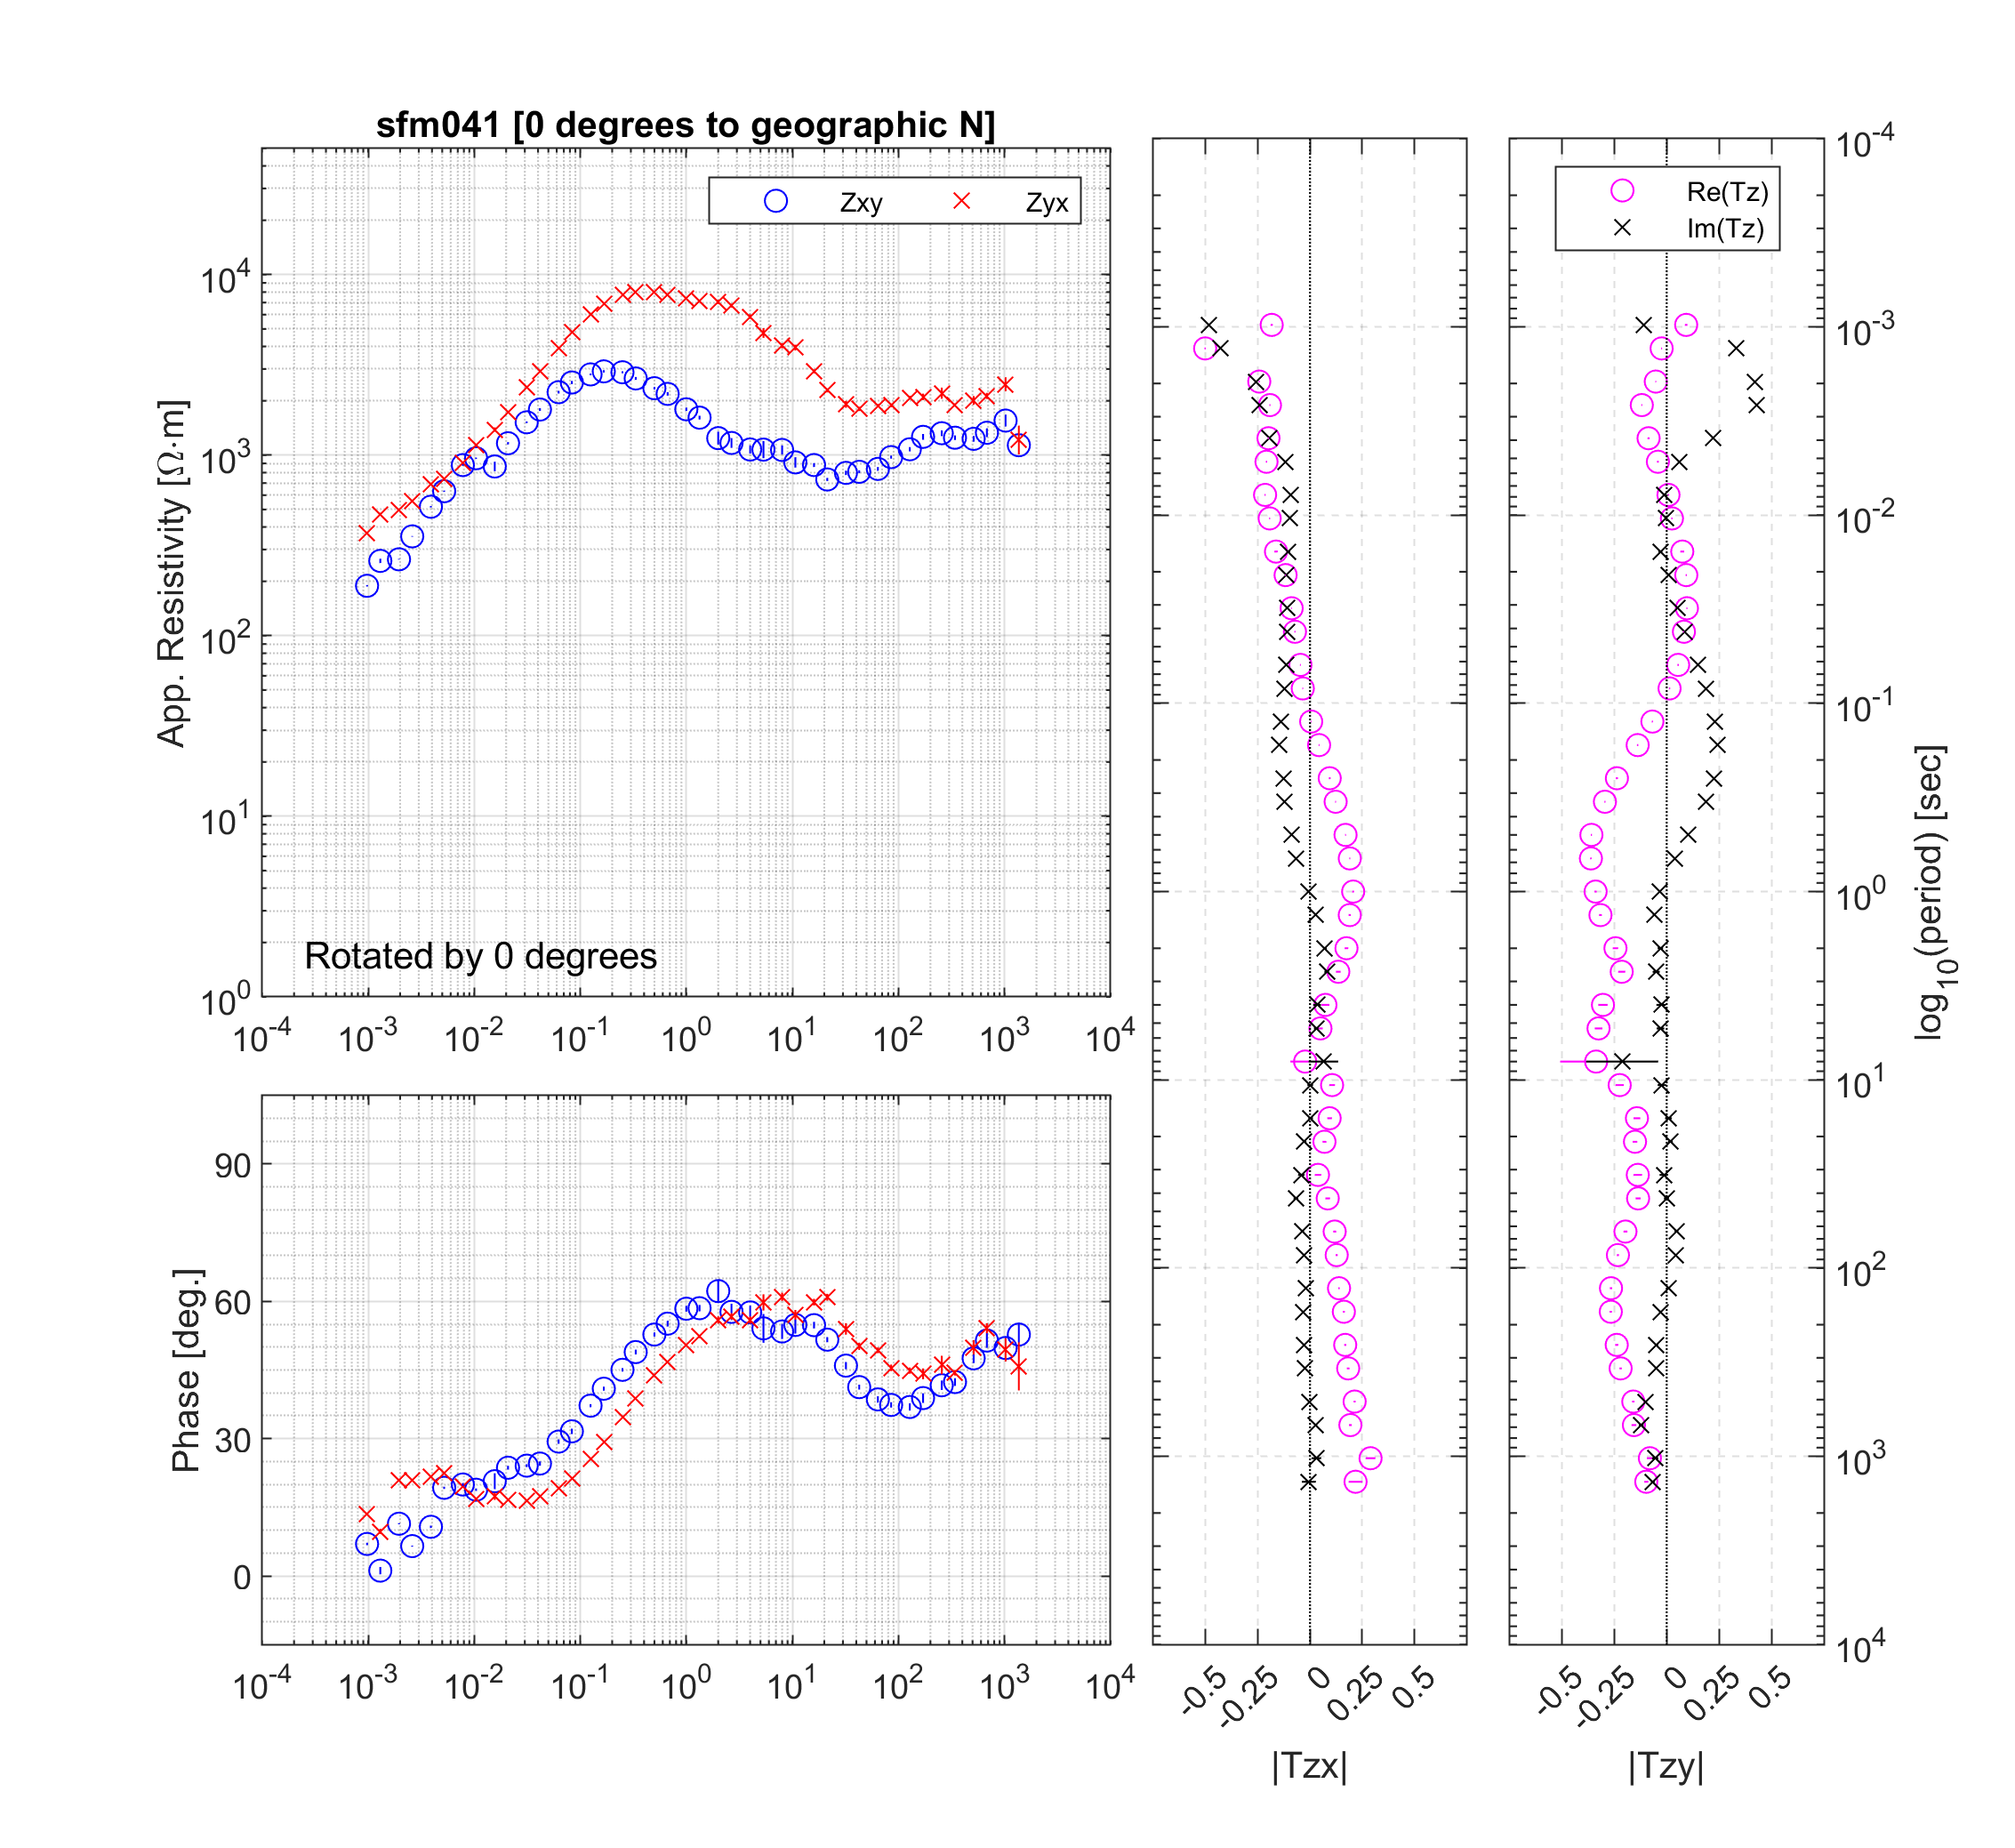 sfm041 [0 degrees to geographic N]
Zxy Zyx
App. Resistivity [Ω·m]
10^4
10^3
10^2
10^1
10^0
Rotated by 0 degrees
10^-4 10^-3 10^-2 10^-1 10^0 10^1 10^2 10^3 10^4
Phase [deg.]
90
60
30
0
10^-4 10^-3 10^-2 10^-1 10^0 10^1 10^2 10^3 10^4
-0.5 -0.25 0 0.25 0.5
|Tzx|
Re(Tz)
Im(Tz)
-0.5 -0.25 0 0.25 0.5
|Tzy|
10^-4
10^-3
10^-2
10^-1
10^0
10^1
10^2
10^3
10^4
log_10(period) [sec]